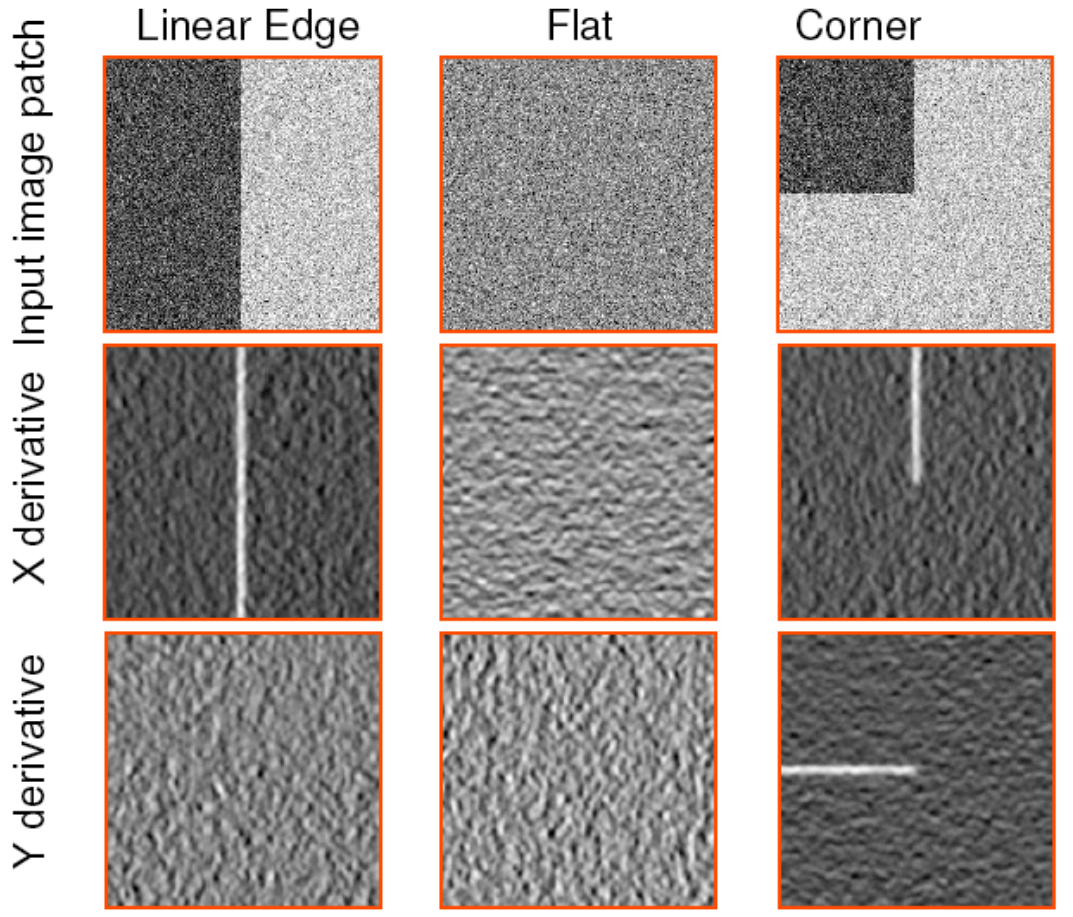 Linear Edge
Flat
Corner
Input image patch
X derivative
Y derivative